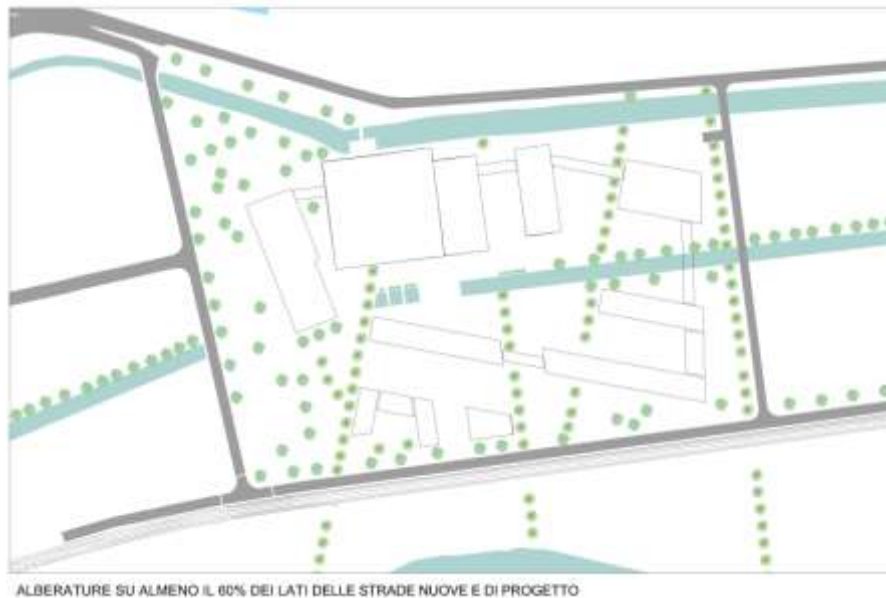 ALBERATURE SU ALMENO IL 60% DEI LATI DELLE STRADE NUOVE E DI PROGETTO